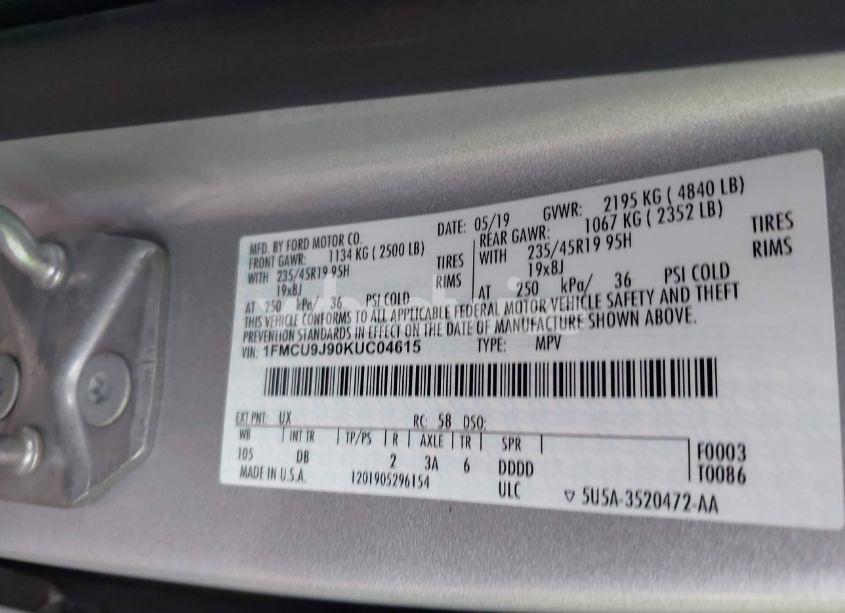 MFD. BY FORD MOTOR CO. DATE: 05/19 GVWR: 2195 KG ( 4840 LB)
FRONT GAWR: 1134 KG ( 2500 LB) REAR GAWR: 1067 KG ( 2352 LB)
WITH 235/45R19 95H TIRES WITH 235/45R19 95H TIRES
19x8J RIMS 19x8J RIMS
AT 250 kPa/ 36 PSI COLD AT 250 kPa/ 36 PSI COLD
THIS VEHICLE CONFORMS TO ALL APPLICABLE FEDERAL MOTOR VEHICLE SAFETY AND THEFT
PREVENTION STANDARDS IN EFFECT ON THE DATE OF MANUFACTURE SHOWN ABOVE.
VIN: 1FMCU9J90KUC04615 TYPE: MPV
EXT PNT: UX RC: 58 DSO:
WB INT TR TP/PS R AXLE TR SPR
105 DB 2 3A 6 DDDD
F0003
T0086
MADE IN U.S.A. 1201905296154 ULC ▽ 5U5A-3520472-AA